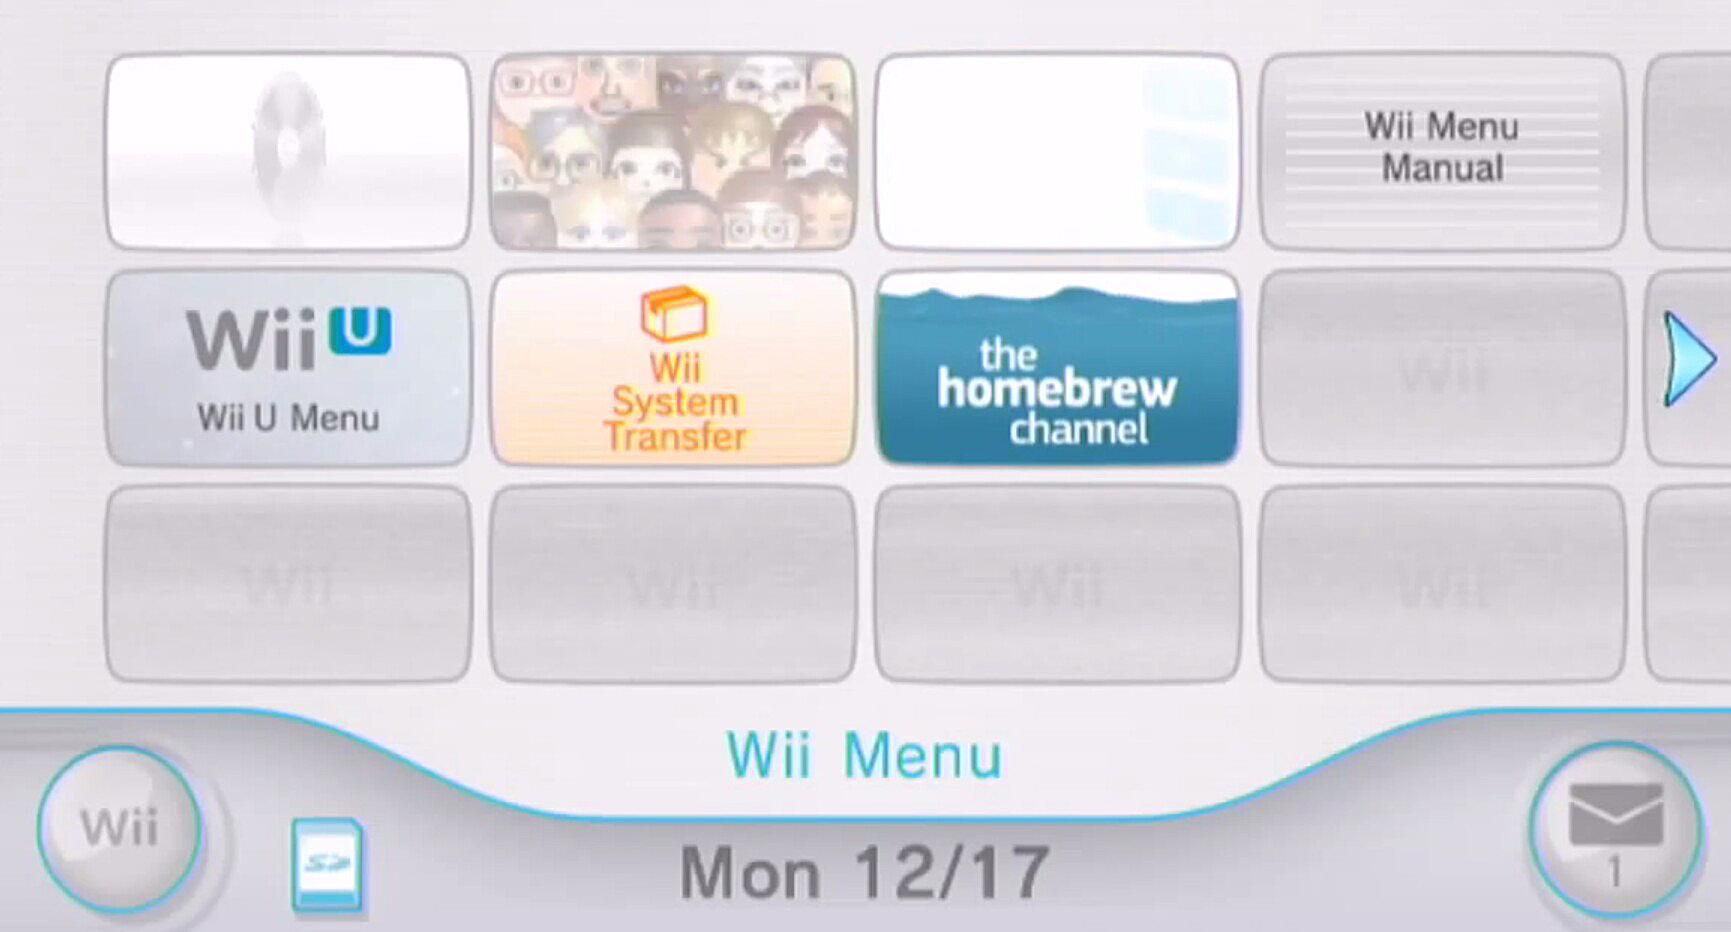 Wii Menu
Manual
Wii U
Wii U Menu
Wii
System
Transfer
the
homebrew
channel
Wii
Wii
Wii
Wii
Wii
Wii Menu
Wii
SD
Mon 12/17
1